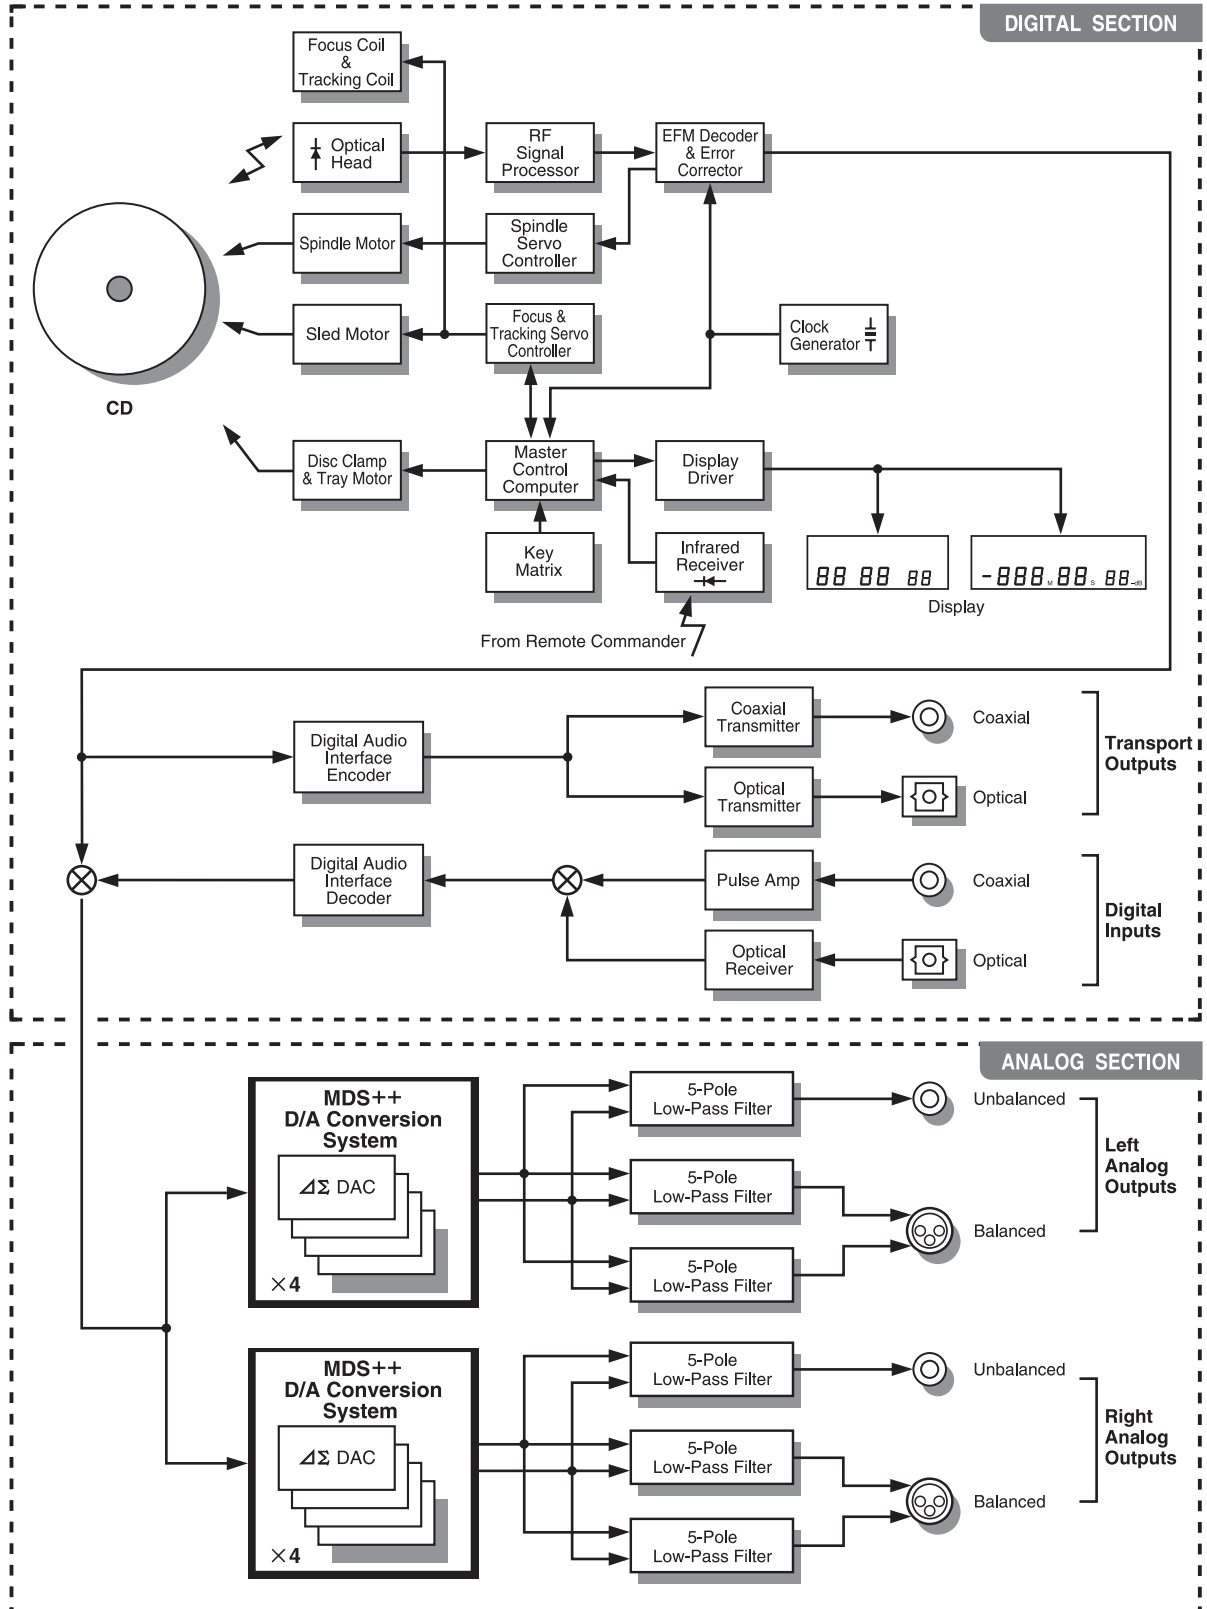 DIGITAL SECTION
Focus Coil
&
Tracking Coil
Optical
Head
RF
Signal
Processor
EFM Decoder
& Error
Corrector
Spindle Motor
Spindle
Servo
Controller
Sled Motor
Focus &
Tracking Servo
Controller
Clock
Generator
CD
Disc Clamp
& Tray Motor
Master
Control
Computer
Display
Driver
Key
Matrix
Infrared
Receiver
88 88 88
-888 M 88 S 88 -dB
Display
From Remote Commander
Digital Audio
Interface
Encoder
Coaxial
Transmitter
Coaxial
Optical
Transmitter
Optical
Transport
Outputs
Digital Audio
Interface
Decoder
Pulse Amp
Coaxial
Optical
Receiver
Optical
Digital
Inputs
ANALOG SECTION
MDS++
D/A Conversion
System
ΔΣ DAC
×4
5-Pole
Low-Pass Filter
Unbalanced
5-Pole
Low-Pass Filter
Balanced
5-Pole
Low-Pass Filter
Left
Analog
Outputs
MDS++
D/A Conversion
System
ΔΣ DAC
×4
5-Pole
Low-Pass Filter
Unbalanced
5-Pole
Low-Pass Filter
Balanced
5-Pole
Low-Pass Filter
Right
Analog
Outputs